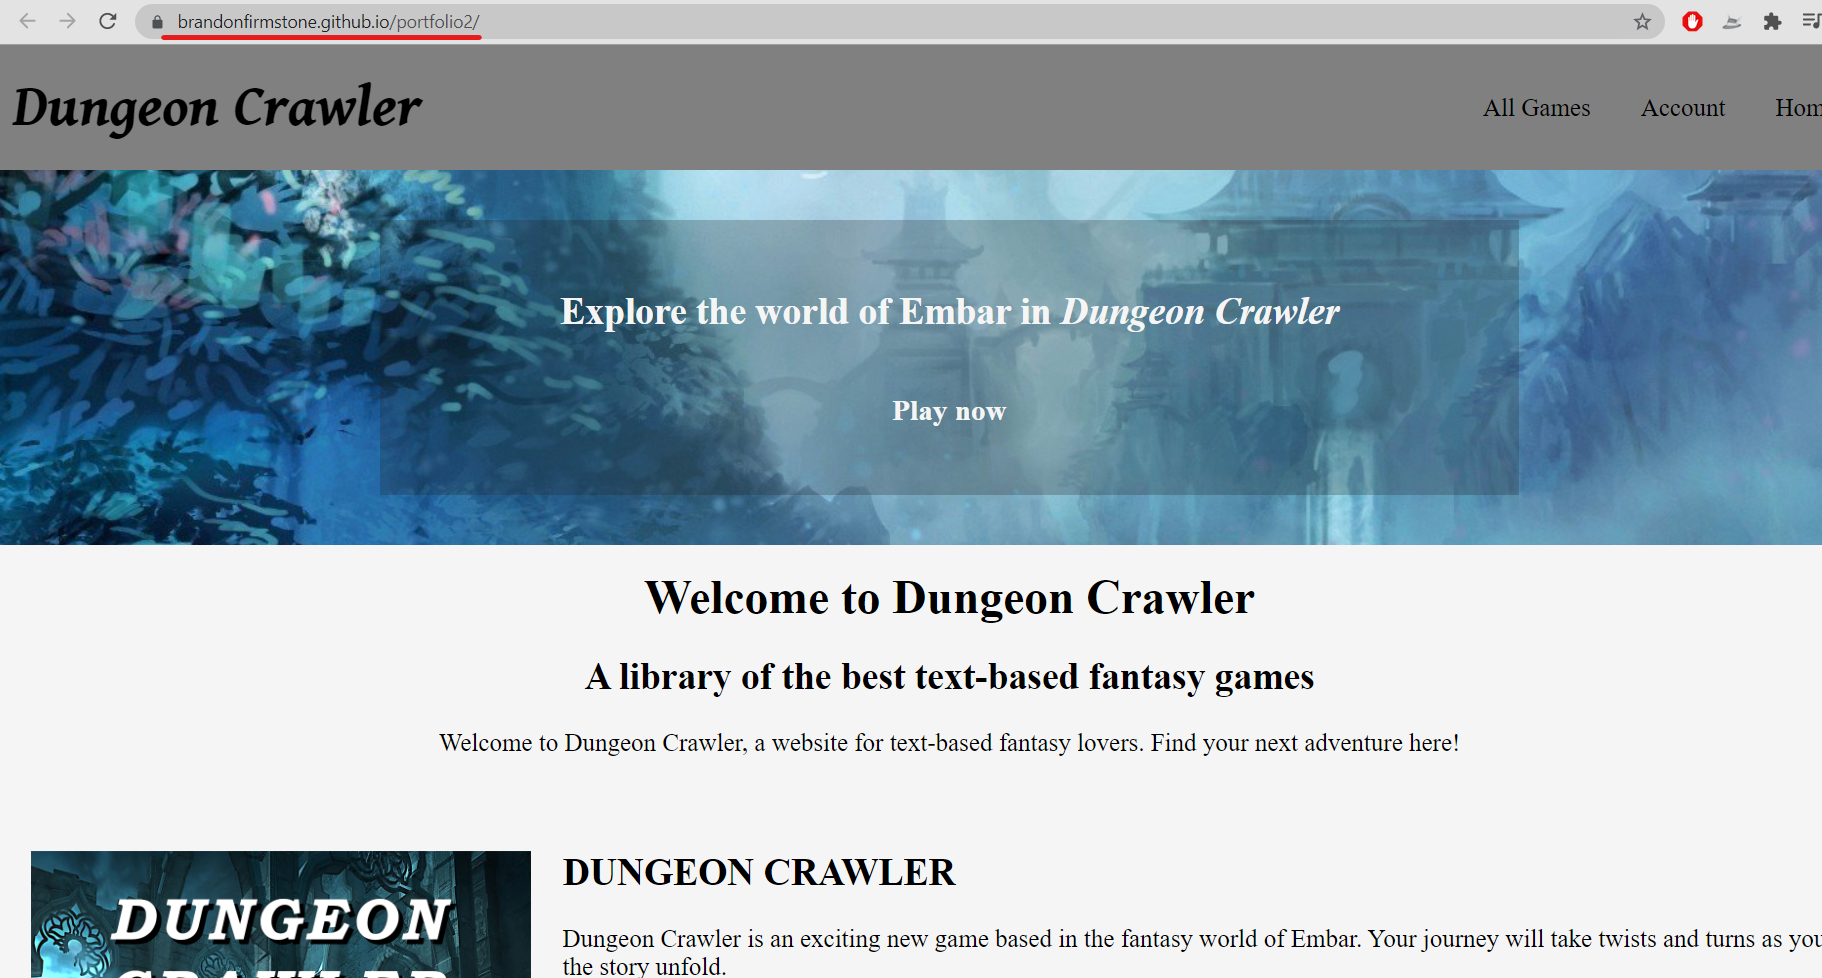 brandonfirmstone.github.io/portfolio2/
Dungeon Crawler
All Games Account Hom
Explore the world of Embar in Dungeon Crawler
Play now
Welcome to Dungeon Crawler
A library of the best text-based fantasy games
Welcome to Dungeon Crawler, a website for text-based fantasy lovers. Find your next adventure here!
DUNGEON CRAWLER
DUNGEON
CRAWLER
Dungeon Crawler is an exciting new game based in the fantasy world of Embar. Your journey will take twists and turns as you
the story unfold.